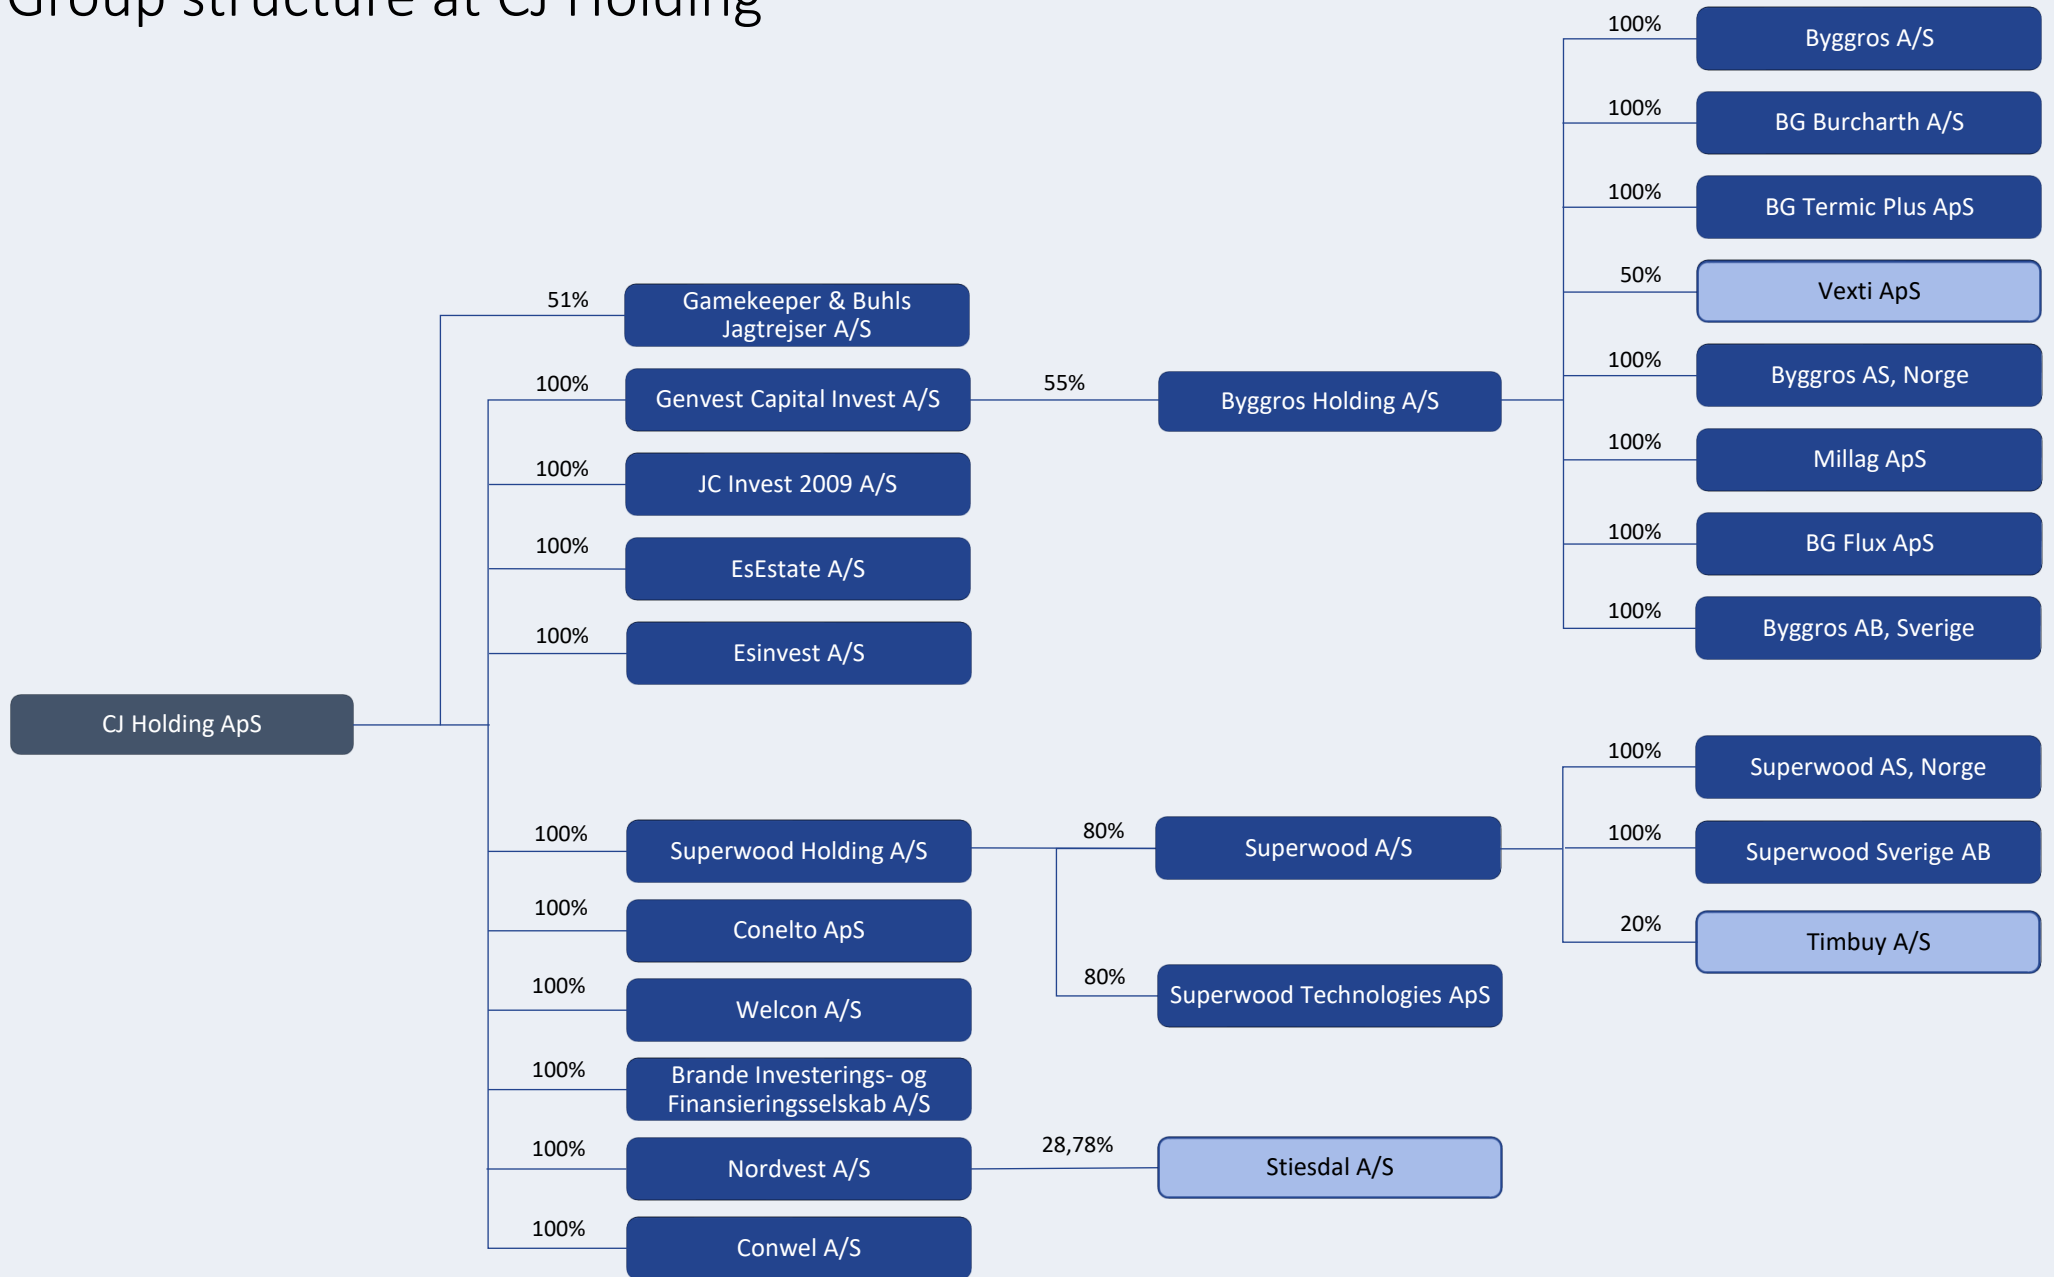 Group structure at CJ Holding
CJ Holding ApS
51%
Gamekeeper & Buhls
Jagtrejser A/S
100%
Genvest Capital Invest A/S
55%
Byggros Holding A/S
100%
Byggros A/S
100%
BG Burcharth A/S
100%
BG Termic Plus ApS
50%
Vexti ApS
100%
Byggros AS, Norge
100%
Millag ApS
100%
BG Flux ApS
100%
Byggros AB, Sverige
100%
JC Invest 2009 A/S
100%
EsEstate A/S
100%
Esinvest A/S
100%
Superwood Holding A/S
80%
Superwood A/S
100%
Superwood AS, Norge
100%
Superwood Sverige AB
20%
Timbuy A/S
80%
Superwood Technologies ApS
100%
Conelto ApS
100%
Welcon A/S
100%
Brande Investerings- og
Finansieringsselskab A/S
100%
Nordvest A/S
28,78%
Stiesdal A/S
100%
Conwel A/S